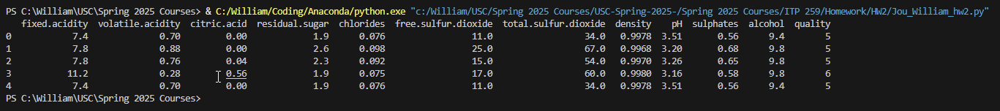 PS C:\William\USC\Spring 2025 Courses> & C:/William/Coding/Anaconda/python.exe "c:/William/USC/Spring 2025 Courses/USC-Spring-2025-/Spring 2025 Courses/ITP 259/Homework/HW2/Jou_William_hw2.py"
   fixed.acidity  volatile.acidity  citric.acid  residual.sugar  chlorides  free.sulfur.dioxide  total.sulfur.dioxide  density    pH  sulphates  alcohol  quality
0            7.4              0.70         0.00             1.9      0.076                 11.0                  34.0   0.9978  3.51       0.56      9.4        5
1            7.8              0.88         0.00             2.6      0.098                 25.0                  67.0   0.9968  3.20       0.68      9.8        5
2            7.8              0.76         0.04             2.3      0.092                 15.0                  54.0   0.9970  3.26       0.65      9.8        5
3           11.2              0.28         0.56             1.9      0.075                 17.0                  60.0   0.9980  3.16       0.58      9.8        6
4            7.4              0.70         0.00             1.9      0.076                 11.0                  34.0   0.9978  3.51       0.56      9.4        5
PS C:\William\USC\Spring 2025 Courses>